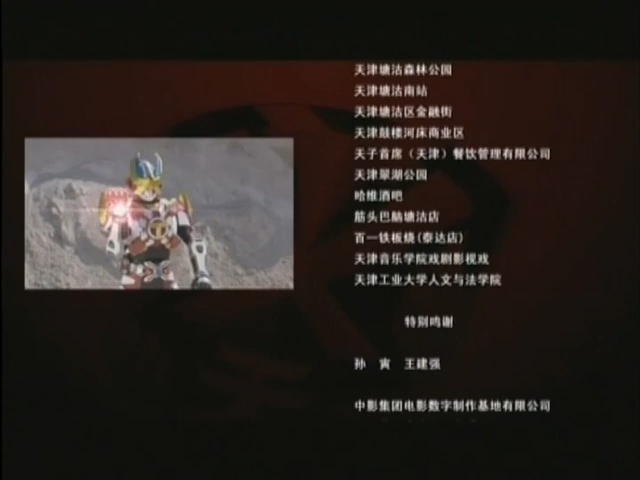 天津塘沽森林公园
天津塘沽南站
天津塘沽区金融街
天津鼓楼河床商业区
天子首席（天津）餐饮管理有限公司
天津翠湖公园
哈维酒吧
筋头巴脑塘沽店
百一铁板烧(泰达店)
天津音乐学院戏剧影视戏
天津工业大学人文与法学院
特别鸣谢
孙 寅 王建强
中影集团电影数字制作基地有限公司